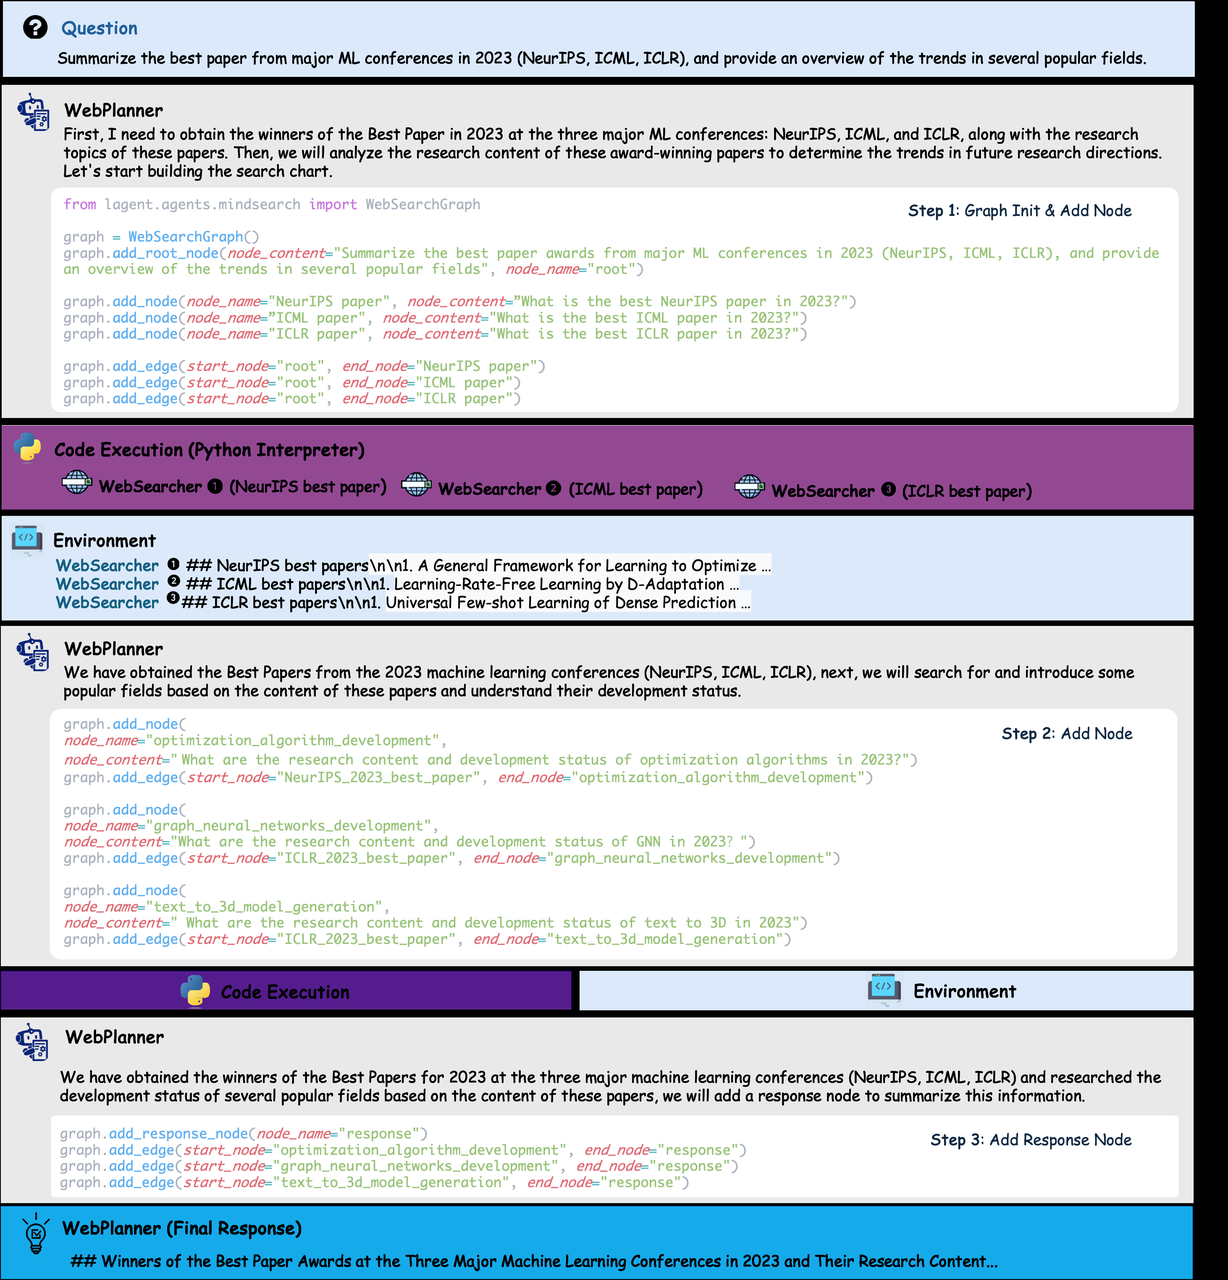 Question
Summarize the best paper from major ML conferences in 2023 (NeurIPS, ICML, ICLR), and provide an overview of the trends in several popular fields.
WebPlanner
First, I need to obtain the winners of the Best Paper in 2023 at the three major ML conferences: NeurIPS, ICML, and ICLR, along with the research
topics of these papers. Then, we will analyze the research content of these award-winning papers to determine the trends in future research directions.
Let's start building the search chart.
from lagent.agents.mindsearch import WebSearchGraph
Step 1: Graph Init & Add Node
graph = WebSearchGraph()
graph.add_root_node(node_content="Summarize the best paper awards from major ML conferences in 2023 (NeurIPS, ICML, ICLR), and provide
an overview of the trends in several popular fields", node_name="root")
graph.add_node(node_name="NeurIPS paper", node_content=”What is the best NeurIPS paper in 2023?")
graph.add_node(node_name=”ICML paper", node_content="What is the best ICML paper in 2023?")
graph.add_node(node_name="ICLR paper", node_content="What is the best ICLR paper in 2023?")
graph.add_edge(start_node="root", end_node="NeurIPS paper")
graph.add_edge(start_node="root", end_node="ICML paper")
graph.add_edge(start_node="root", end_node="ICLR paper")
Code Execution (Python Interpreter)
WebSearcher ❶ (NeurIPS best paper) WebSearcher ❷ (ICML best paper) WebSearcher ❸ (ICLR best paper)
Environment
WebSearcher ❶ ## NeurIPS best papers\n\n1. A General Framework for Learning to Optimize ...
WebSearcher ❷ ## ICML best papers\n\n1. Learning-Rate-Free Learning by D-Adaptation ...
WebSearcher ❸ ## ICLR best papers\n\n1. Universal Few-shot Learning of Dense Prediction ...
WebPlanner
We have obtained the Best Papers from the 2023 machine learning conferences (NeurIPS, ICML, ICLR), next, we will search for and introduce some
popular fields based on the content of these papers and understand their development status.
graph.add_node(
Step 2: Add Node
node_name="optimization_algorithm_development",
node_content="What are the research content and development status of optimization algorithms in 2023?")
graph.add_edge(start_node="NeurIPS_2023_best_paper", end_node="optimization_algorithm_development")
graph.add_node(
node_name="graph_neural_networks_development",
node_content="What are the research content and development status of GNN in 2023? ")
graph.add_edge(start_node="ICLR_2023_best_paper", end_node="graph_neural_networks_development")
graph.add_node(
node_name="text_to_3d_model_generation",
node_content=" What are the research content and development status of text to 3D in 2023")
graph.add_edge(start_node="ICLR_2023_best_paper", end_node="text_to_3d_model_generation")
Code Execution
Environment
WebPlanner
We have obtained the winners of the Best Papers for 2023 at the three major machine learning conferences (NeurIPS, ICML, ICLR) and researched the
development status of several popular fields based on the content of these papers, we will add a response node to summarize this information.
graph.add_response_node(node_name="response")
Step 3: Add Response Node
graph.add_edge(start_node="optimization_algorithm_development", end_node="response")
graph.add_edge(start_node="graph_neural_networks_development", end_node="response")
graph.add_edge(start_node="text_to_3d_model_generation", end_node="response")
WebPlanner (Final Response)
## Winners of the Best Paper Awards at the Three Major Machine Learning Conferences in 2023 and Their Research Content...